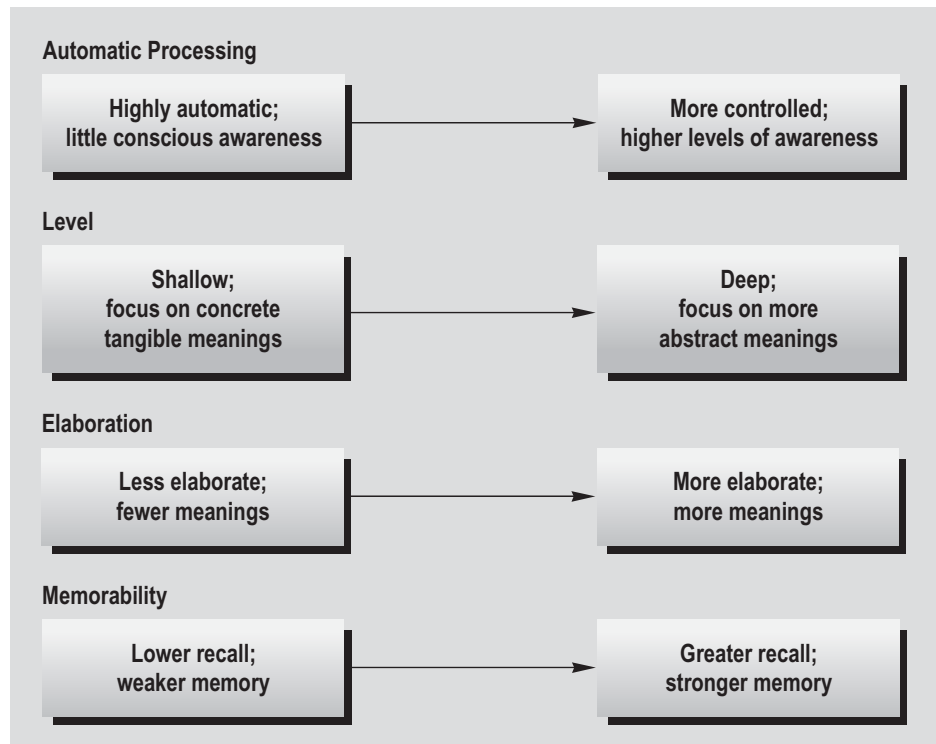 Automatic Processing
Highly automatic;
little conscious awareness
More controlled;
higher levels of awareness
Level
Shallow;
focus on concrete
tangible meanings
Deep;
focus on more
abstract meanings
Elaboration
Less elaborate;
fewer meanings
More elaborate;
more meanings
Memorability
Lower recall;
weaker memory
Greater recall;
stronger memory